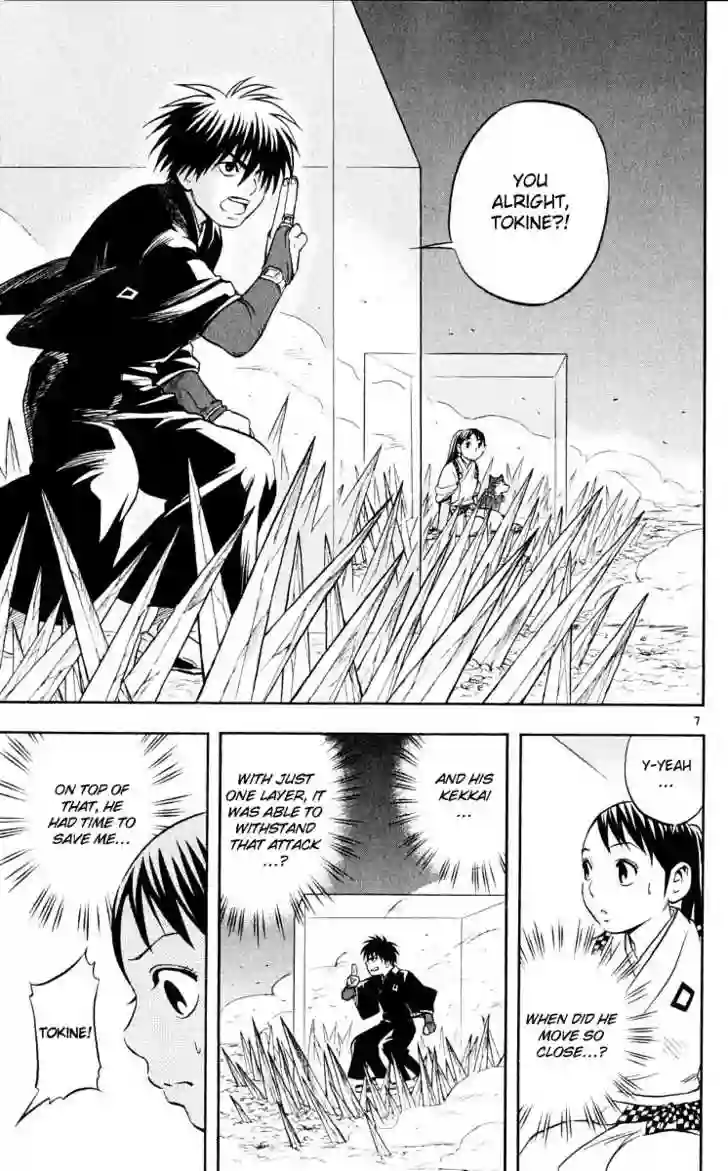 YOU
ALRIGHT,
TOKINE?!
7
Y-YEAH
...
WHEN DID HE
MOVE SO
CLOSE...?
AND HIS
KEKKAI
...
WITH JUST
ONE LAYER, IT
WAS ABLE TO
WITHSTAND
THAT ATTACK
...?
ON TOP OF
THAT, HE
HAD TIME TO
SAVE ME...
TOKINE!